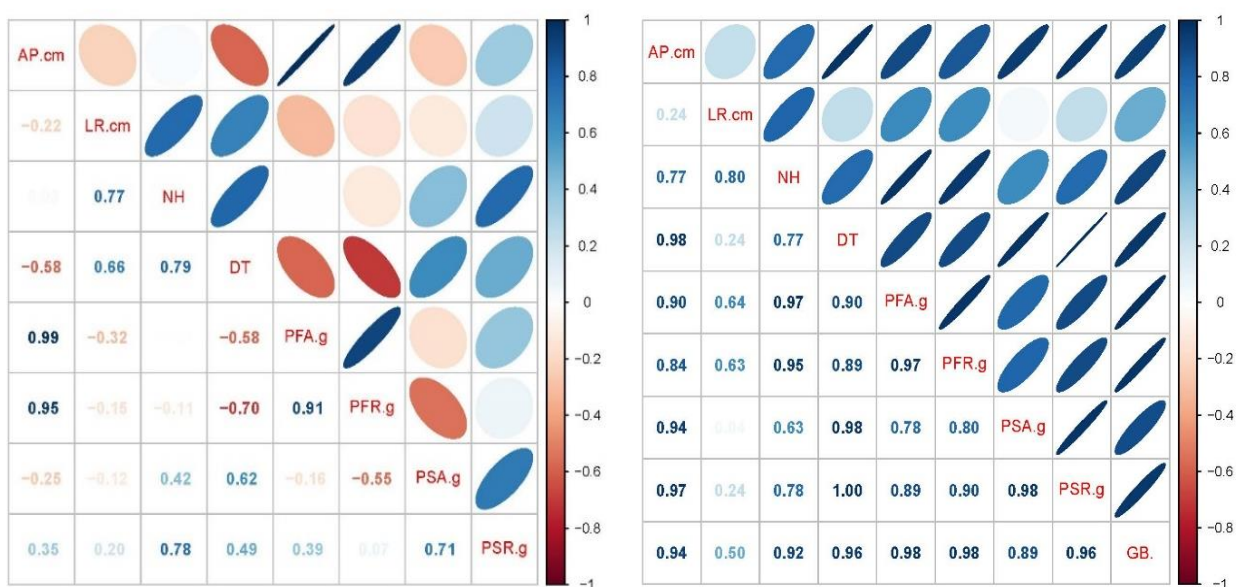 AP.cm
−0.22 LR.cm
0.77 NH
−0.58 0.66 0.79 DT
0.99 −0.32 −0.58 PFA.g
0.95 −0.15 −0.11 −0.70 0.91 PFR.g
−0.25 −0.12 0.42 0.62 −0.16 −0.55 PSA.g
0.35 0.20 0.78 0.49 0.39 0.07 0.71 PSR.g
1
0.8
0.6
0.4
0.2
0
−0.2
−0.4
−0.6
−0.8
−1
AP.cm
0.24 LR.cm
0.77 0.80 NH
0.98 0.24 0.77 DT
0.90 0.64 0.97 0.90 PFA.g
0.84 0.63 0.95 0.89 0.97 PFR.g
0.94 0.04 0.63 0.98 0.78 0.80 PSA.g
0.97 0.24 0.78 1.00 0.89 0.90 0.98 PSR.g
0.94 0.50 0.92 0.96 0.98 0.98 0.89 0.96 GB.
1
0.8
0.6
0.4
0.2
0
−0.2
−0.4
−0.6
−0.8
−1